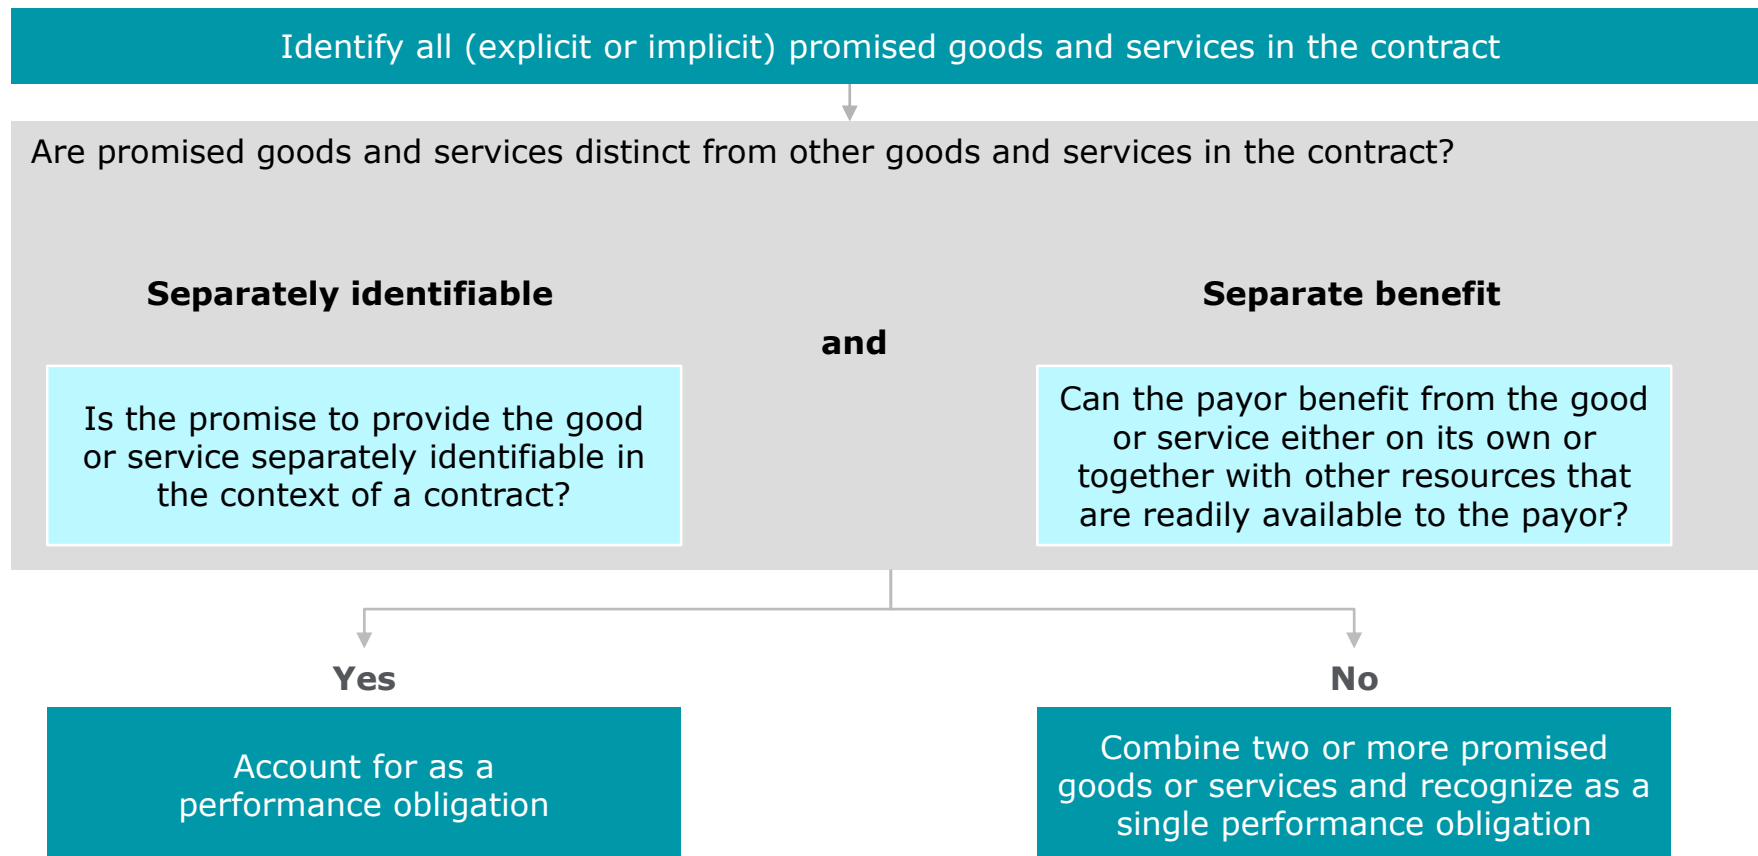 Identify all (explicit or implicit) promised goods and services in the contract
Are promised goods and services distinct from other goods and services in the contract?
Separately identifiable
and
Separate benefit
Is the promise to provide the good
or service separately identifiable in
the context of a contract?
Can the payor benefit from the good
or service either on its own or
together with other resources that
are readily available to the payor?
Yes
No
Account for as a
performance obligation
Combine two or more promised
goods or services and recognize as a
single performance obligation